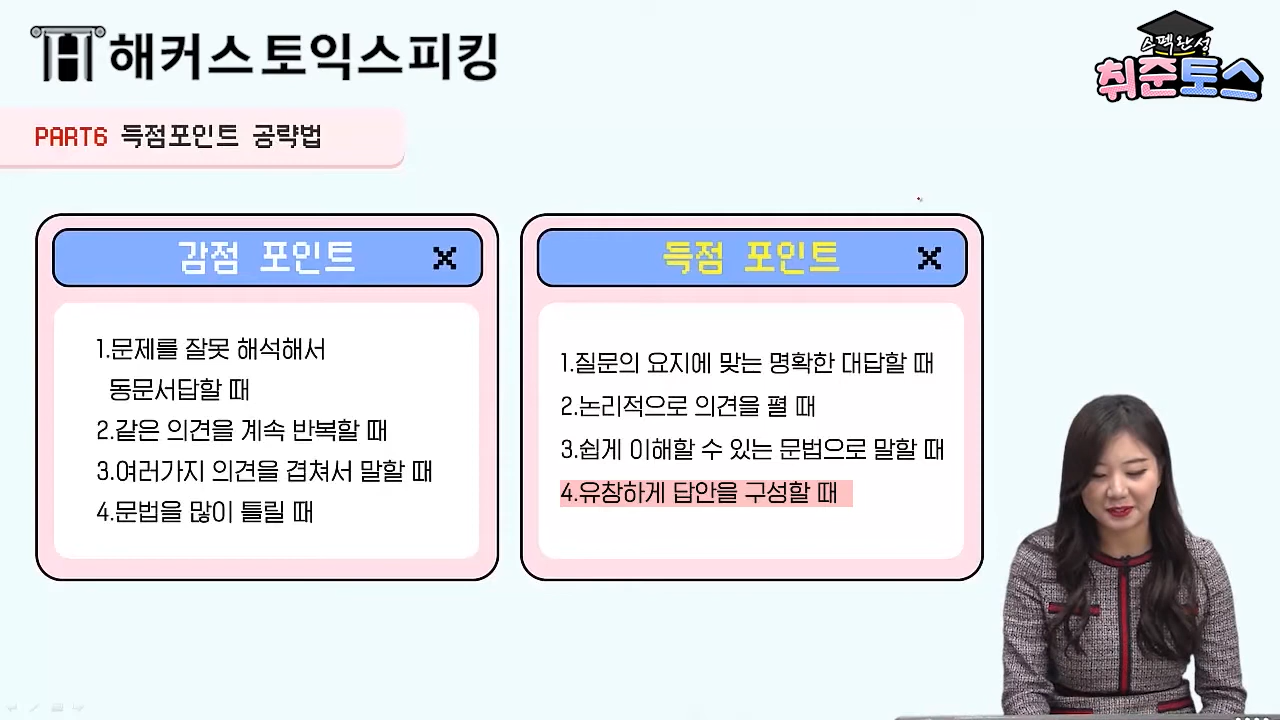 해커스 토익스피킹
스펙완성
취준토스
PART6 득점포인트 공략법
감점 포인트
1.문제를 잘못 해석해서
동문서답할 때
2.같은 의견을 계속 반복할 때
3.여러가지 의견을 겹쳐서 말할 때
4.문법을 많이 틀릴 때
득점 포인트
1.질문의 요지에 맞는 명확한 대답할 때
2.논리적으로 의견을 펼 때
3.쉽게 이해할 수 있는 문법으로 말할 때
4.유창하게 답안을 구성할 때